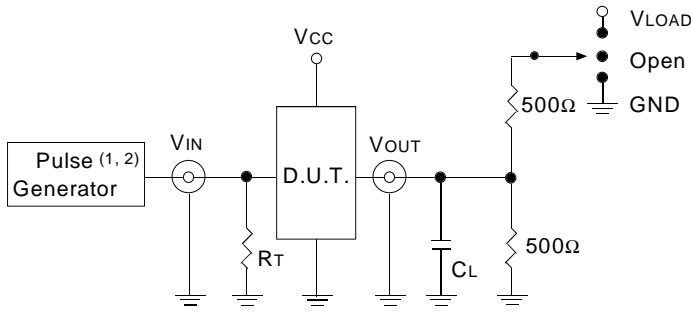 VLOAD
VCC
Open
500Ω
GND
VIN
VOUT
Pulse (1, 2)
Generator
D.U.T.
RT
CL
500Ω